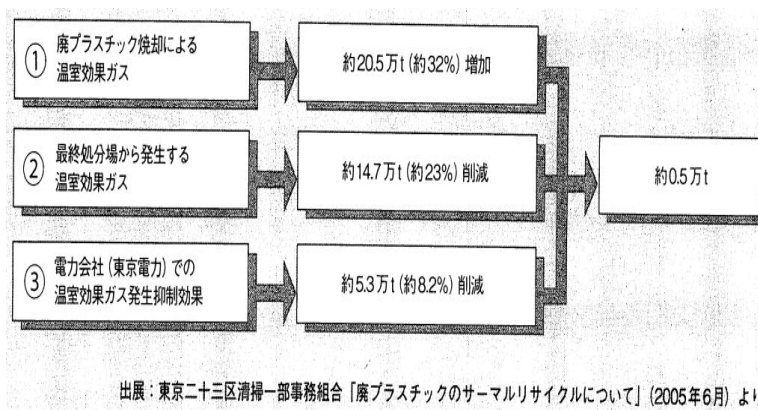 ① 廃プラスチック焼却による
温室効果ガス
約20.5万t(約32%)増加
② 最終処分場から発生する
温室効果ガス
約14.7万t(約23%)削減
約0.5万t
③ 電力会社(東京電力)での
温室効果ガス発生抑制効果
約5.3万t(約8.2%)削減
出展:東京二十三区清掃一部事務組合「廃プラスチックのサーマルリサイクルについて」(2005年6月)より